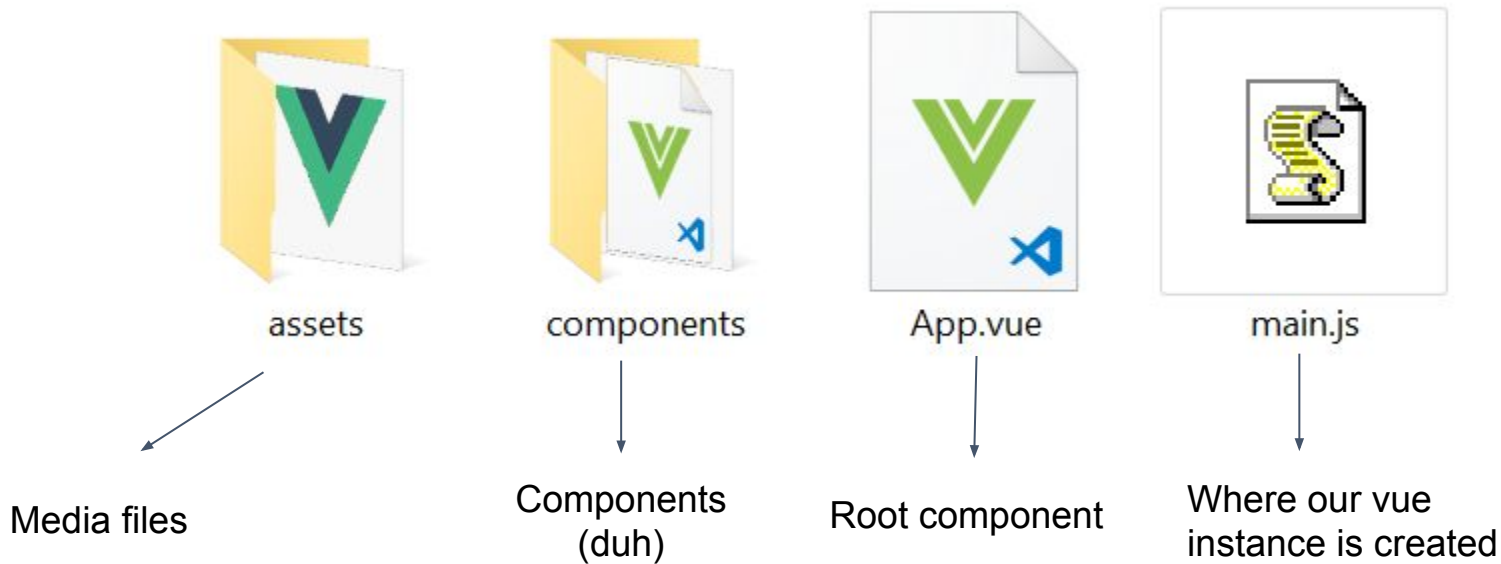 assets
components
App.vue
main.js
Media files
Components
(duh)
Root component
Where our vue
instance is created